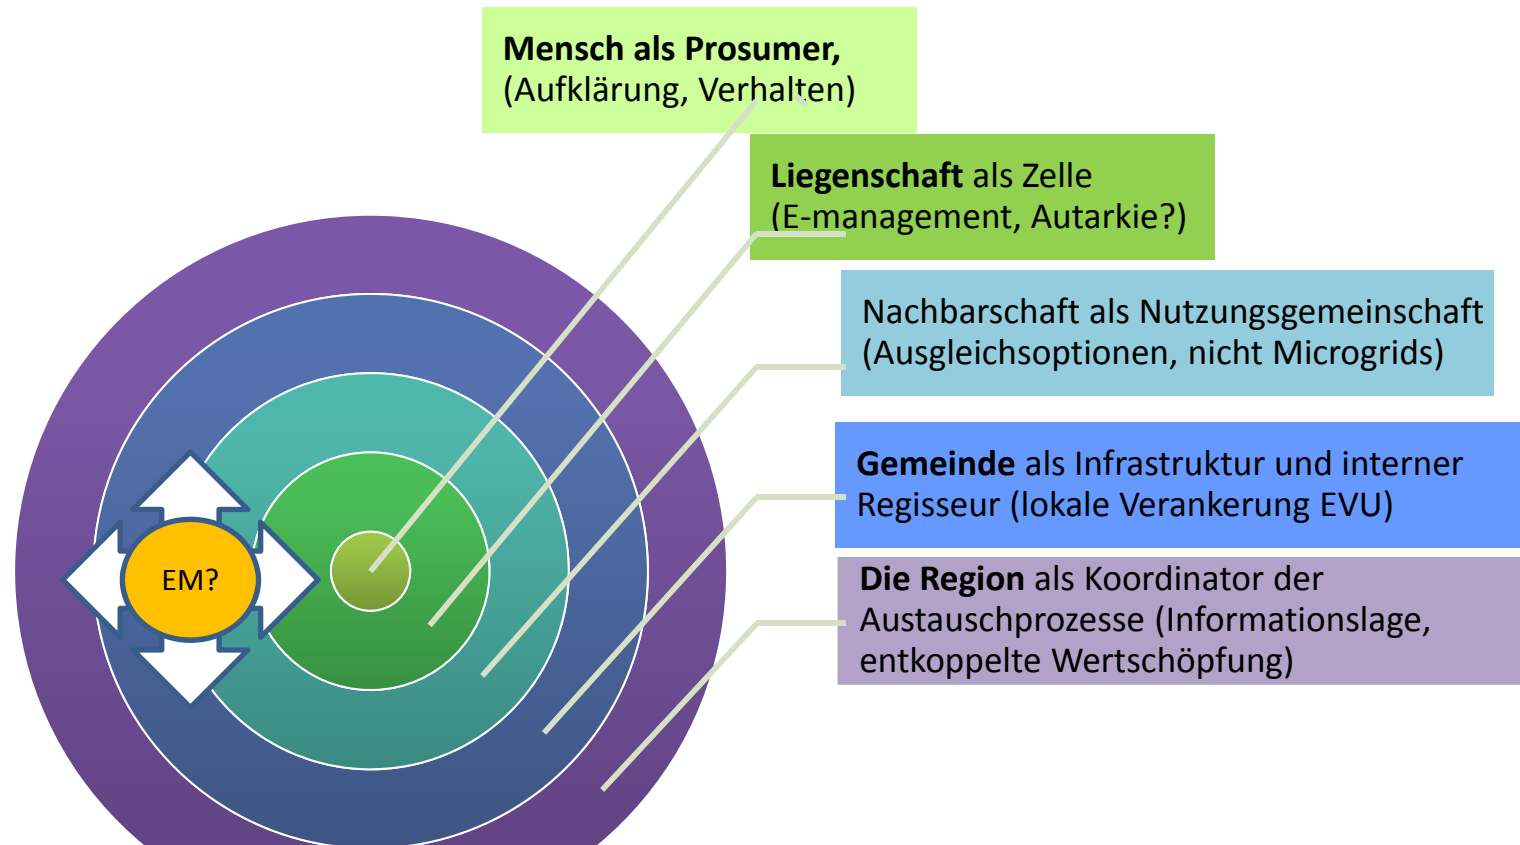 Mensch als Prosumer,
(Aufklärung, Verhalten)
Liegenschaft als Zelle
(E-management, Autarkie?)
Nachbarschaft als Nutzungsgemeinschaft
(Ausgleichsoptionen, nicht Microgrids)
Gemeinde als Infrastruktur und interner
Regisseur (lokale Verankerung EVU)
Die Region als Koordinator der
Austauschprozesse (Informationslage,
entkoppelte Wertschöpfung)
EM?